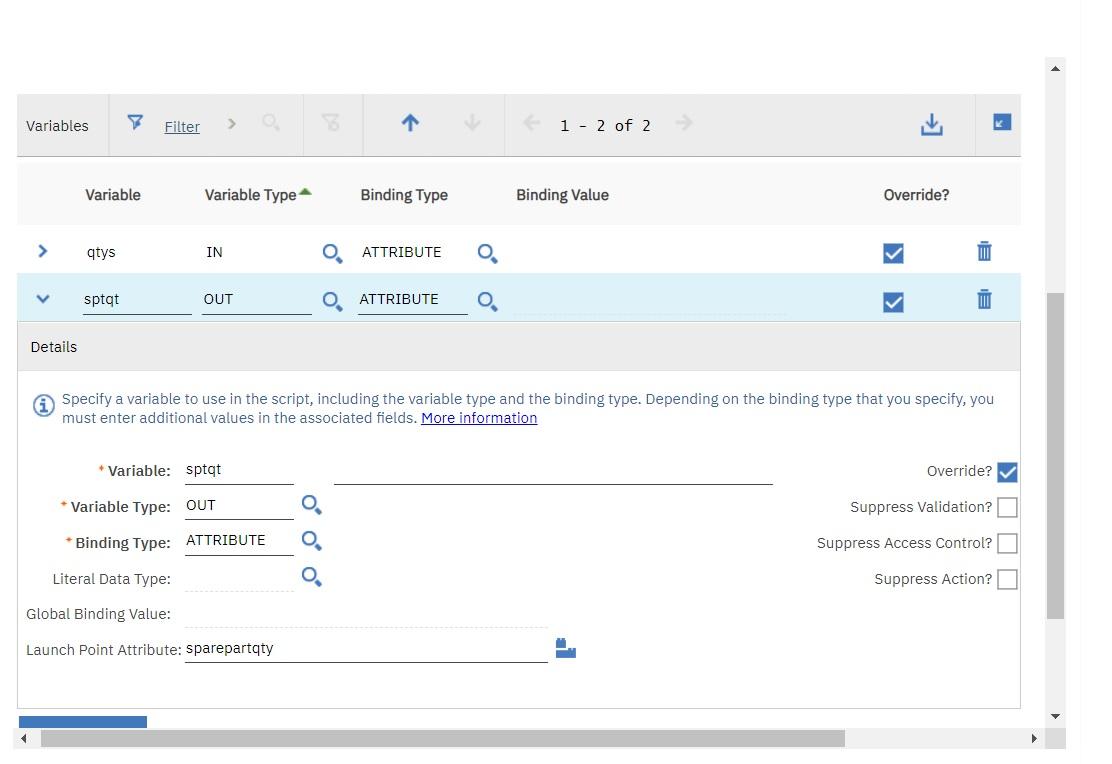 Variables Filter 1 - 2 of 2
Variable Variable Type Binding Type Binding Value Override?
qtys IN ATTRIBUTE
sptqt OUT ATTRIBUTE
Details
Specify a variable to use in the script, including the variable type and the binding type. Depending on the binding type that you specify, you
must enter additional values in the associated fields. More information
* Variable: sptqt Override?
* Variable Type: OUT Suppress Validation?
* Binding Type: ATTRIBUTE Suppress Access Control?
Literal Data Type: Suppress Action?
Global Binding Value:
Launch Point Attribute: sparepartqty